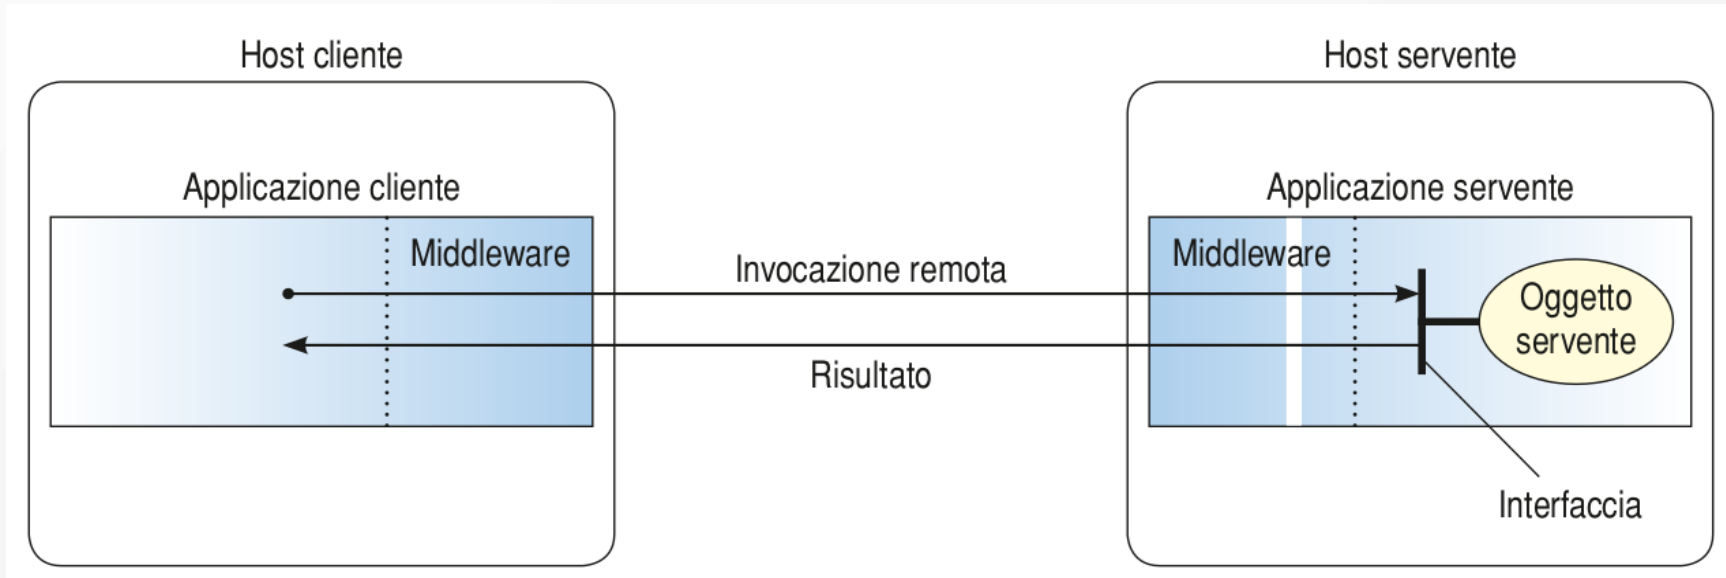 Host cliente
Host servente
Applicazione cliente
Applicazione servente
Middleware
Invocazione remota
Middleware
Oggetto
servente
Risultato
Interfaccia